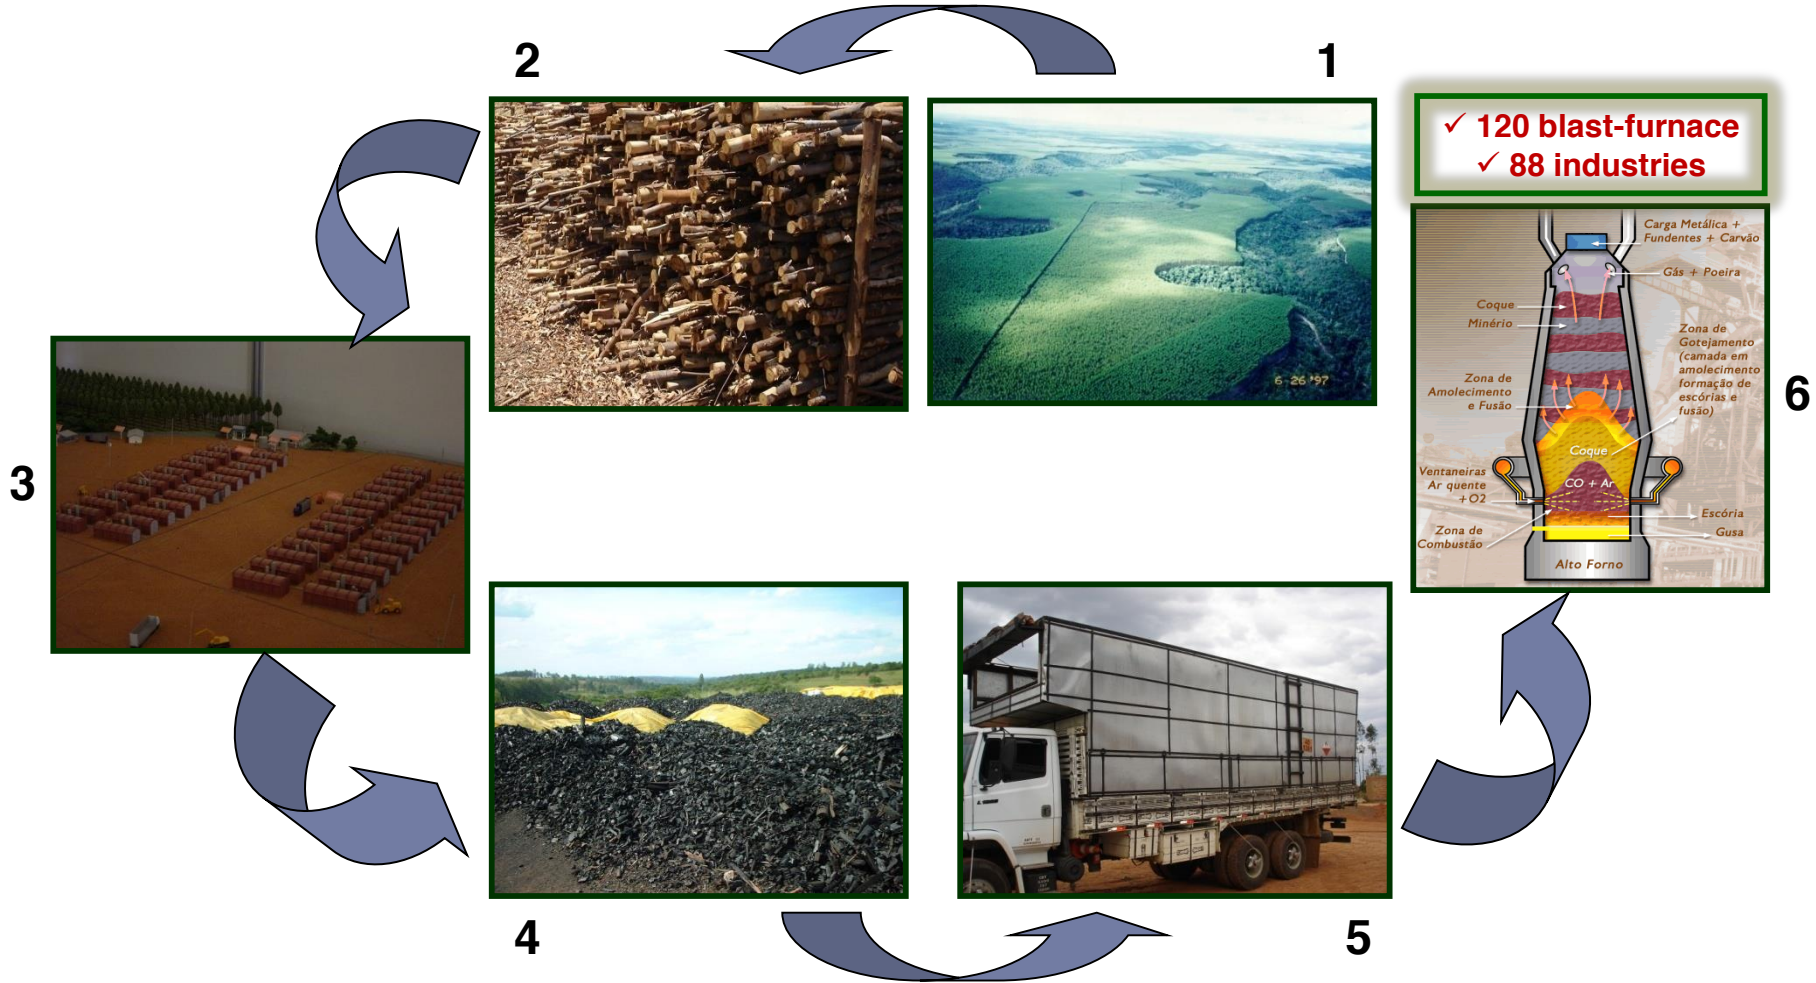 2
1
✓ 120 blast-furnace
✓ 88 industries
6 - 26 '97
3
Carga Metálica +
Fundentes + Carvão
Gás + Poeira
Coque
Minério
Zona de
Gotejamento
(camada em
amolecimento
formação de
escórias e
fusão)
Zona de
Amolecimento
e Fusão
Coque
Ventaneiras
Ar quente
+O2
CO + Ar
Escória
Gusa
Zona de
Combustão
Alto Forno
6
4
5